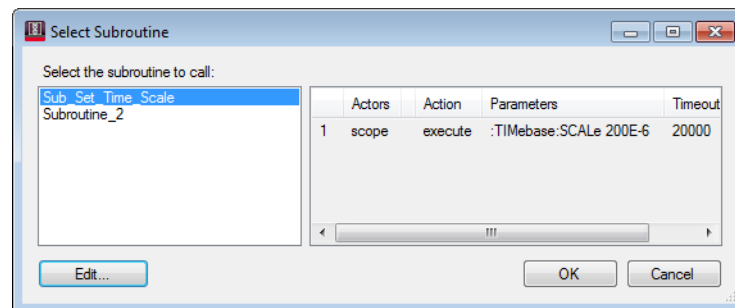 Select Subroutine
Select the subroutine to call:
Sub_Set_Time_Scale
Subroutine_2
Actors Action Parameters Timeout
1 scope execute :TIMebase:SCALe 200E-6 20000
Edit...
OK Cancel